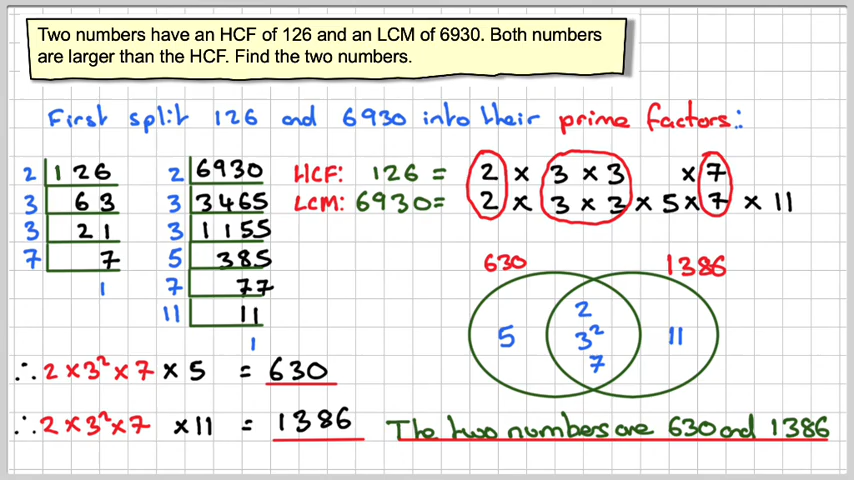 Two numbers have an HCF of 126 and an LCM of 6930. Both numbers
are larger than the HCF. Find the two numbers.
First split 126 and 6930 into their prime factors:
2 126
3 63
3 21
7 7
1
2 6930
3 3465
3 1155
5 385
7 77
11 11
1
HCF: 126 = 2 × 3 × 3 × 7
LCM: 6930 = 2 × 3 × 3 × 5 × 7 × 11
630 1386
2
5 3² 11
7
∴ 2 × 3² × 7 × 5 = 630
∴ 2 × 3² × 7 × 11 = 1386
The two numbers are 630 and 1386